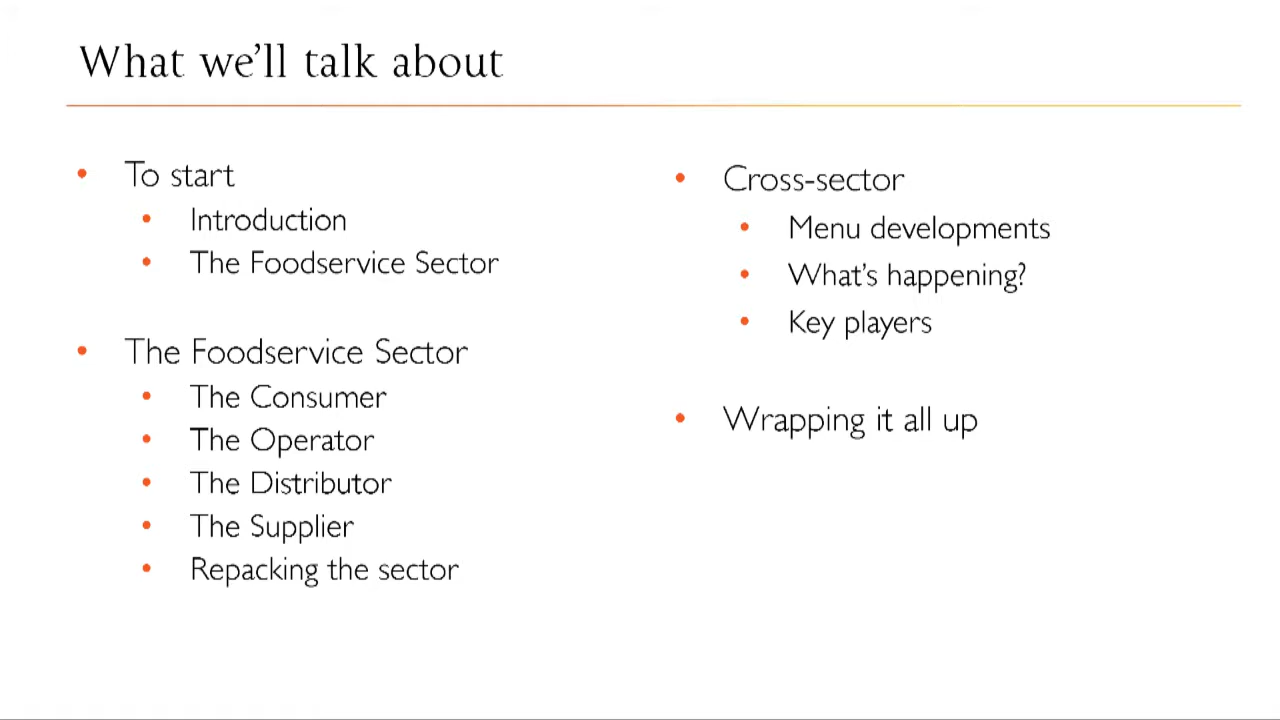 What we'll talk about
To start
Introduction
The Foodservice Sector
The Foodservice Sector
The Consumer
The Operator
The Distributor
The Supplier
Repacking the sector
Cross-sector
Menu developments
What's happening?
Key players
Wrapping it all up